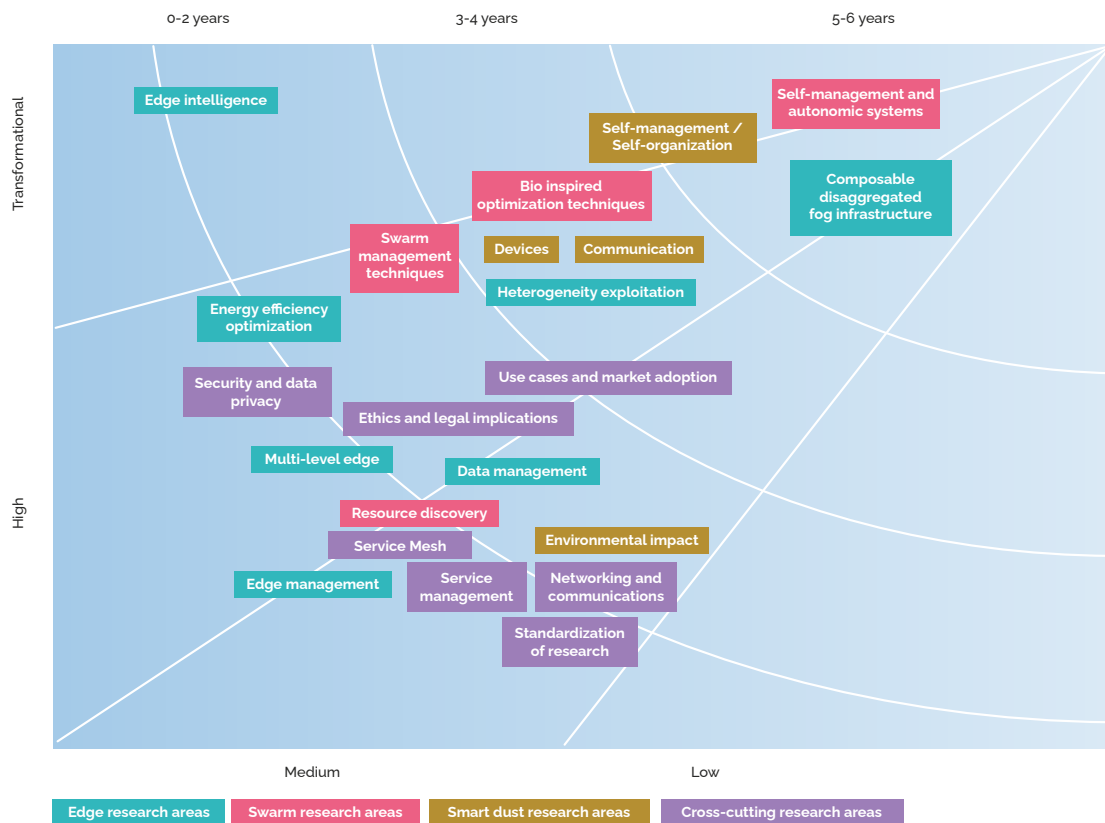 0-2 years
3-4 years
5-6 years
Transformational
High
Edge intelligence
Self-management and
autonomic systems
Self-management /
Self-organization
Bio inspired
optimization techniques
Composable
disaggregated
fog infrastructure
Swarm
management
techniques
Devices
Communication
Heterogeneity exploitation
Energy efficiency
optimization
Security and data
privacy
Use cases and market adoption
Ethics and legal implications
Multi-level edge
Data management
Resource discovery
Service Mesh
Environmental impact
Edge management
Service
management
Networking and
communications
Standardization
of research
Medium
Low
Edge research areas
Swarm research areas
Smart dust research areas
Cross-cutting research areas